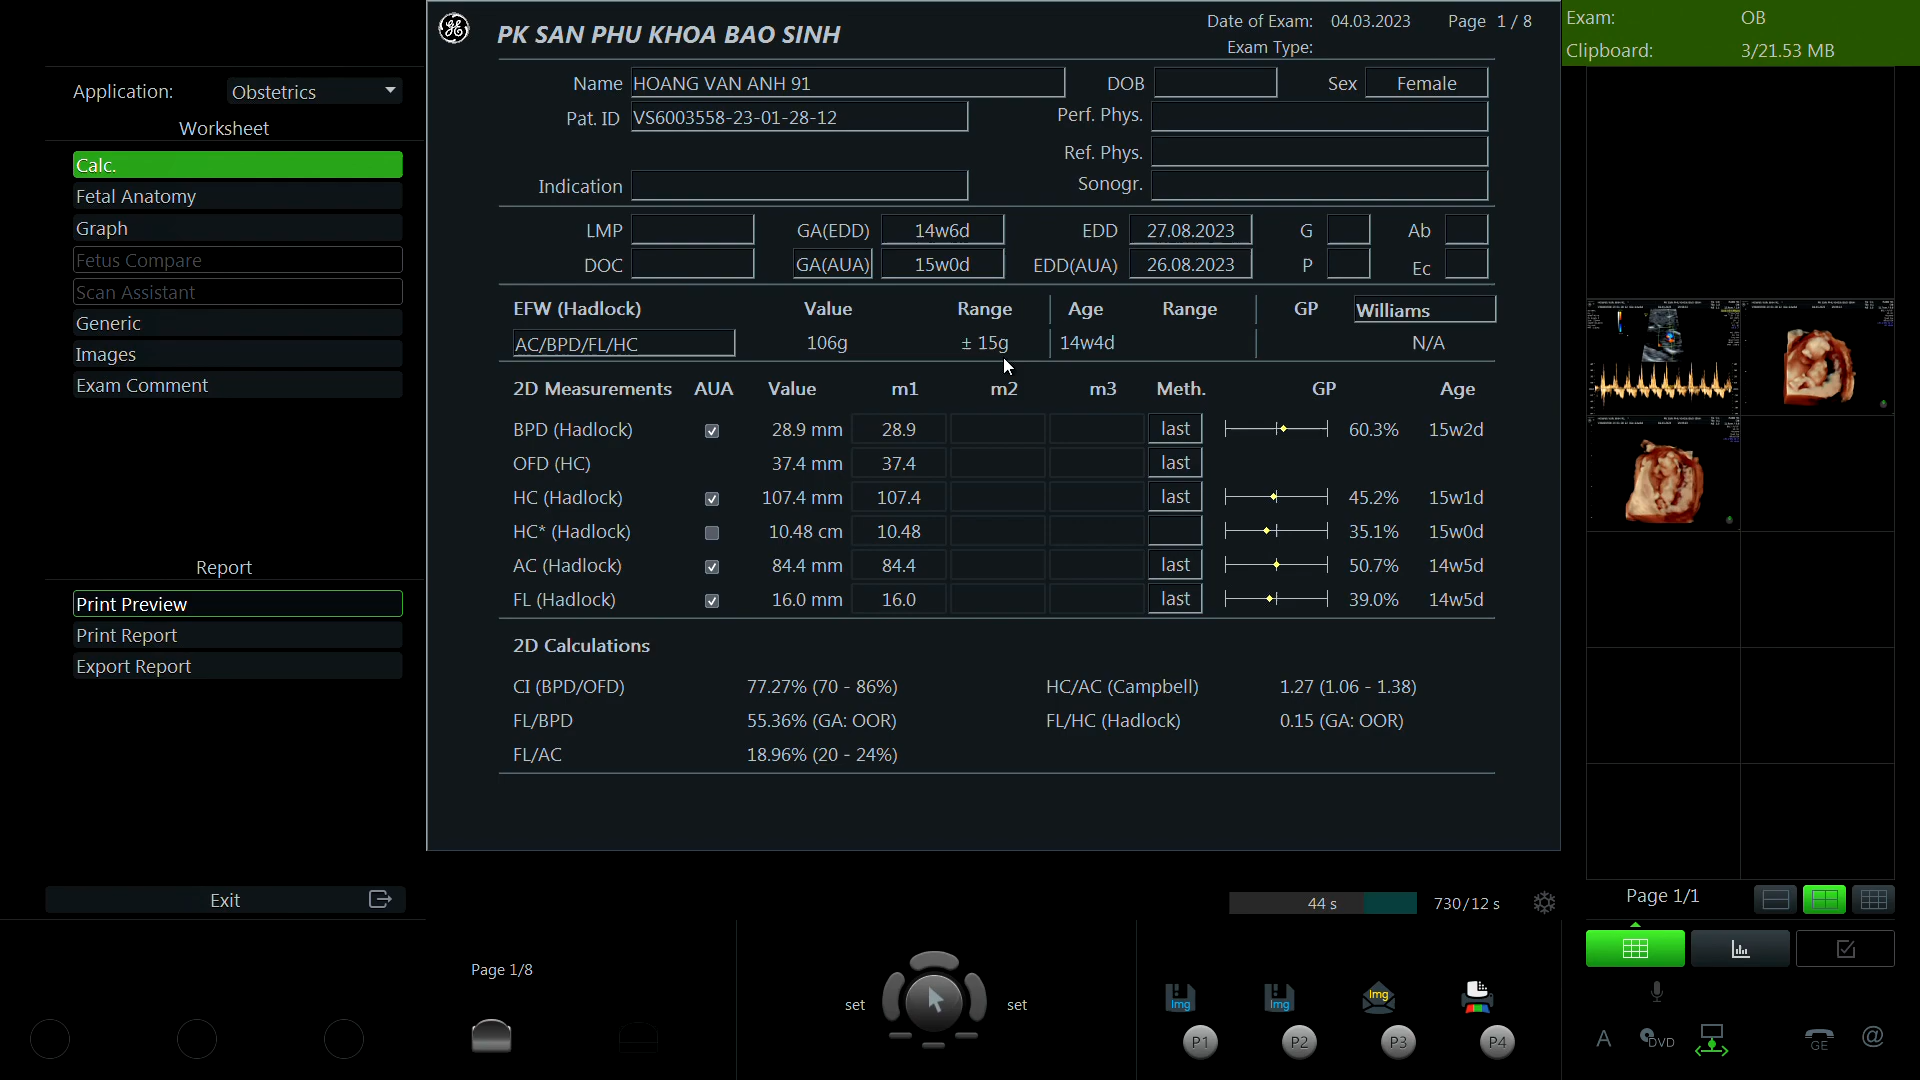 PK SAN PHU KHOA BAO SINH
Date of Exam: 04.03.2023 Page 1 / 8
Exam Type:
Name HOANG VAN ANH 91 DOB Sex Female
Pat. ID VS6003558-23-01-28-12 Perf. Phys.
Ref. Phys.
Indication Sonogr.
LMP GA(EDD) 14w6d EDD 27.08.2023 G Ab
DOC GA(AUA) 15w0d EDD(AUA) 26.08.2023 P Ec
EFW (Hadlock) Value Range Age Range GP Williams
AC/BPD/FL/HC 106g ± 15g 14w4d N/A
2D Measurements AUA Value m1 m2 m3 Meth. GP Age
BPD (Hadlock) 28.9 mm 28.9 last 60.3% 15w2d
OFD (HC) 37.4 mm 37.4 last
HC (Hadlock) 107.4 mm 107.4 last 45.2% 15w1d
HC* (Hadlock) 10.48 cm 10.48 35.1% 15w0d
AC (Hadlock) 84.4 mm 84.4 last 50.7% 14w5d
FL (Hadlock) 16.0 mm 16.0 last 39.0% 14w5d
2D Calculations
CI (BPD/OFD) 77.27% (70 - 86%) HC/AC (Campbell) 1.27 (1.06 - 1.38)
FL/BPD 55.36% (GA: OOR) FL/HC (Hadlock) 0.15 (GA: OOR)
FL/AC 18.96% (20 - 24%)
Application: Obstetrics
Worksheet
Calc.
Fetal Anatomy
Graph
Fetus Compare
Scan Assistant
Generic
Images
Exam Comment
Report
Print Preview
Print Report
Export Report
Exit
Exam: OB
Clipboard: 3/21.53 MB
Page 1/1
44 s 730/12 s
Page 1/8
set set
Img Img Img
P1 P2 P3 P4
A DVD GE @